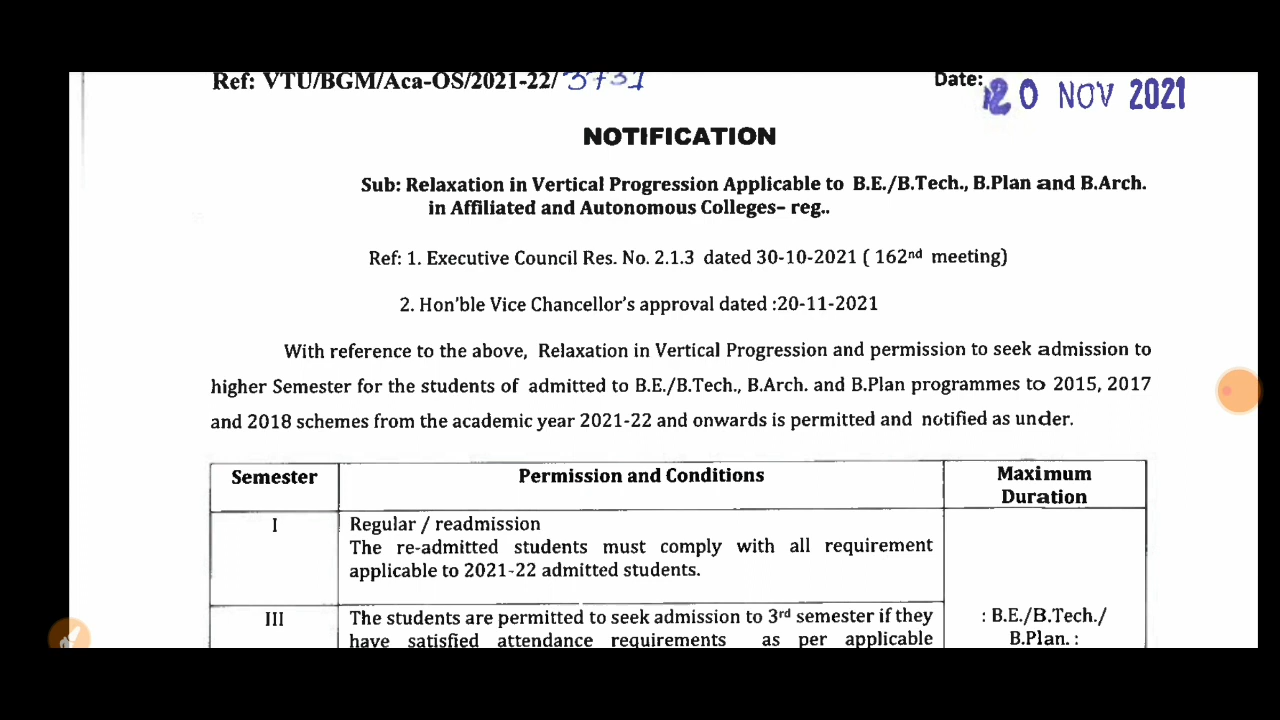 Ref: VTU/BGM/Aca-OS/2021-22/ 3731
Date: 20 NOV 2021
NOTIFICATION
Sub: Relaxation in Vertical Progression Applicable to B.E./B.Tech., B.Plan and B.Arch.
in Affiliated and Autonomous Colleges– reg..
Ref: 1. Executive Council Res. No. 2.1.3 dated 30-10-2021 ( 162nd meeting)
2. Hon'ble Vice Chancellor's approval dated :20-11-2021
With reference to the above, Relaxation in Vertical Progression and permission to seek admission to
higher Semester for the students of admitted to B.E./B.Tech., B.Arch. and B.Plan programmes to 2015, 2017
and 2018 schemes from the academic year 2021-22 and onwards is permitted and notified as under.
Semester
Permission and Conditions
Maximum
Duration
I
Regular / readmission
The re-admitted students must comply with all requirement
applicable to 2021-22 admitted students.
III
The students are permitted to seek admission to 3rd semester if they
have satisfied attendance requirements as per applicable
: B.E./B.Tech./
B.Plan. :